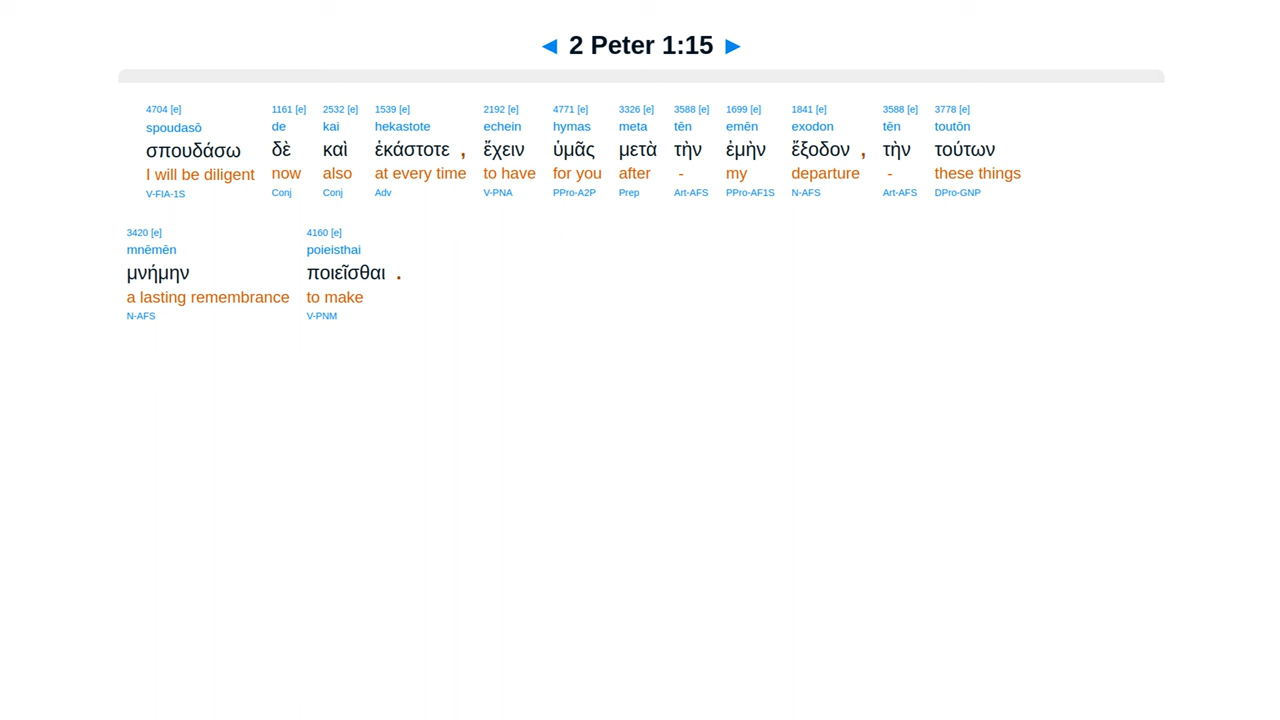 ◄ 2 Peter 1:15 ►
4704 [e] 1161 [e] 2532 [e] 1539 [e] 2192 [e] 4771 [e] 3326 [e] 3588 [e] 1699 [e] 1841 [e] 3588 [e] 3778 [e]
spoudasō de kai hekastote echein hymas meta tēn emēn exodon tēn toutōn
σπουδάσω δὲ καὶ ἑκάστοτε , ἔχειν ὑμᾶς μετὰ τὴν ἐμὴν ἔξοδον , τὴν τούτων
I will be diligent now also at every time to have for you after - my departure - these things
V-FIA-1S Conj Conj Adv V-PNA PPro-A2P Prep Art-AFS PPro-AF1S N-AFS Art-AFS DPro-GNP
3420 [e] 4160 [e]
mnēmēn poieisthai
μνήμην ποιεῖσθαι .
a lasting remembrance to make
N-AFS V-PNM